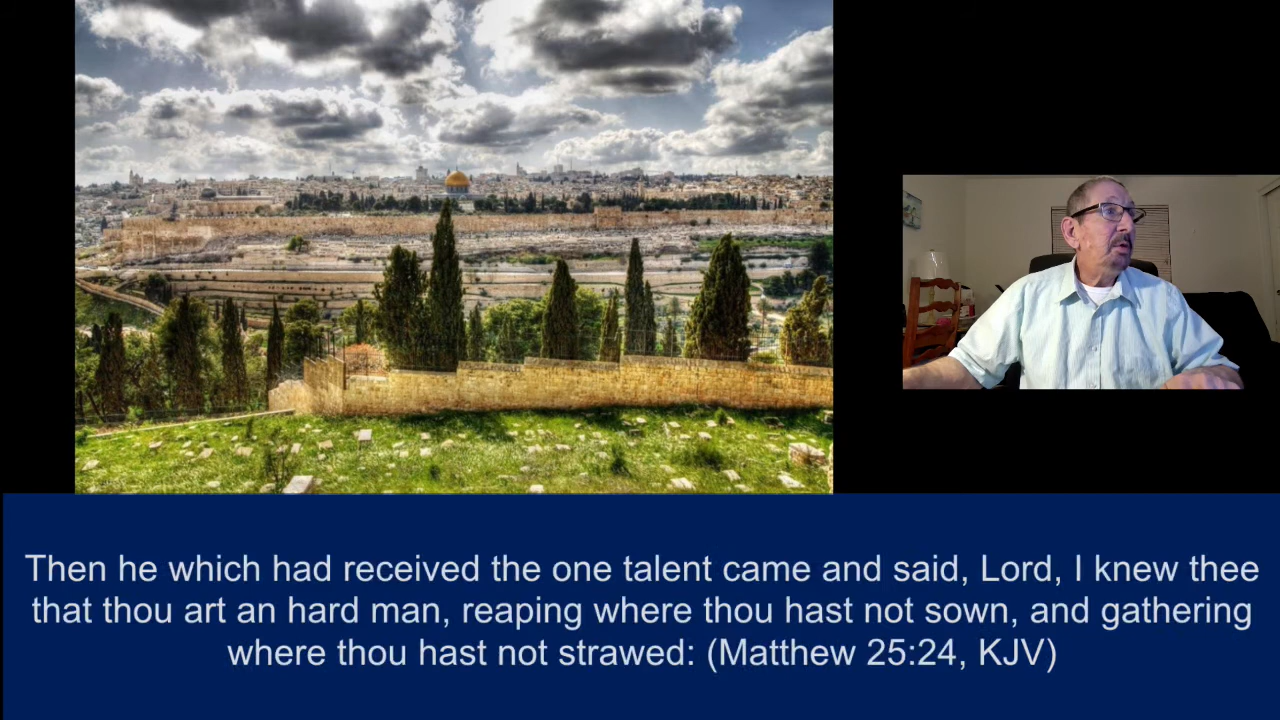 Then he which had received the one talent came and said, Lord, I knew thee
that thou art an hard man, reaping where thou hast not sown, and gathering
where thou hast not strawed: (Matthew 25:24, KJV)